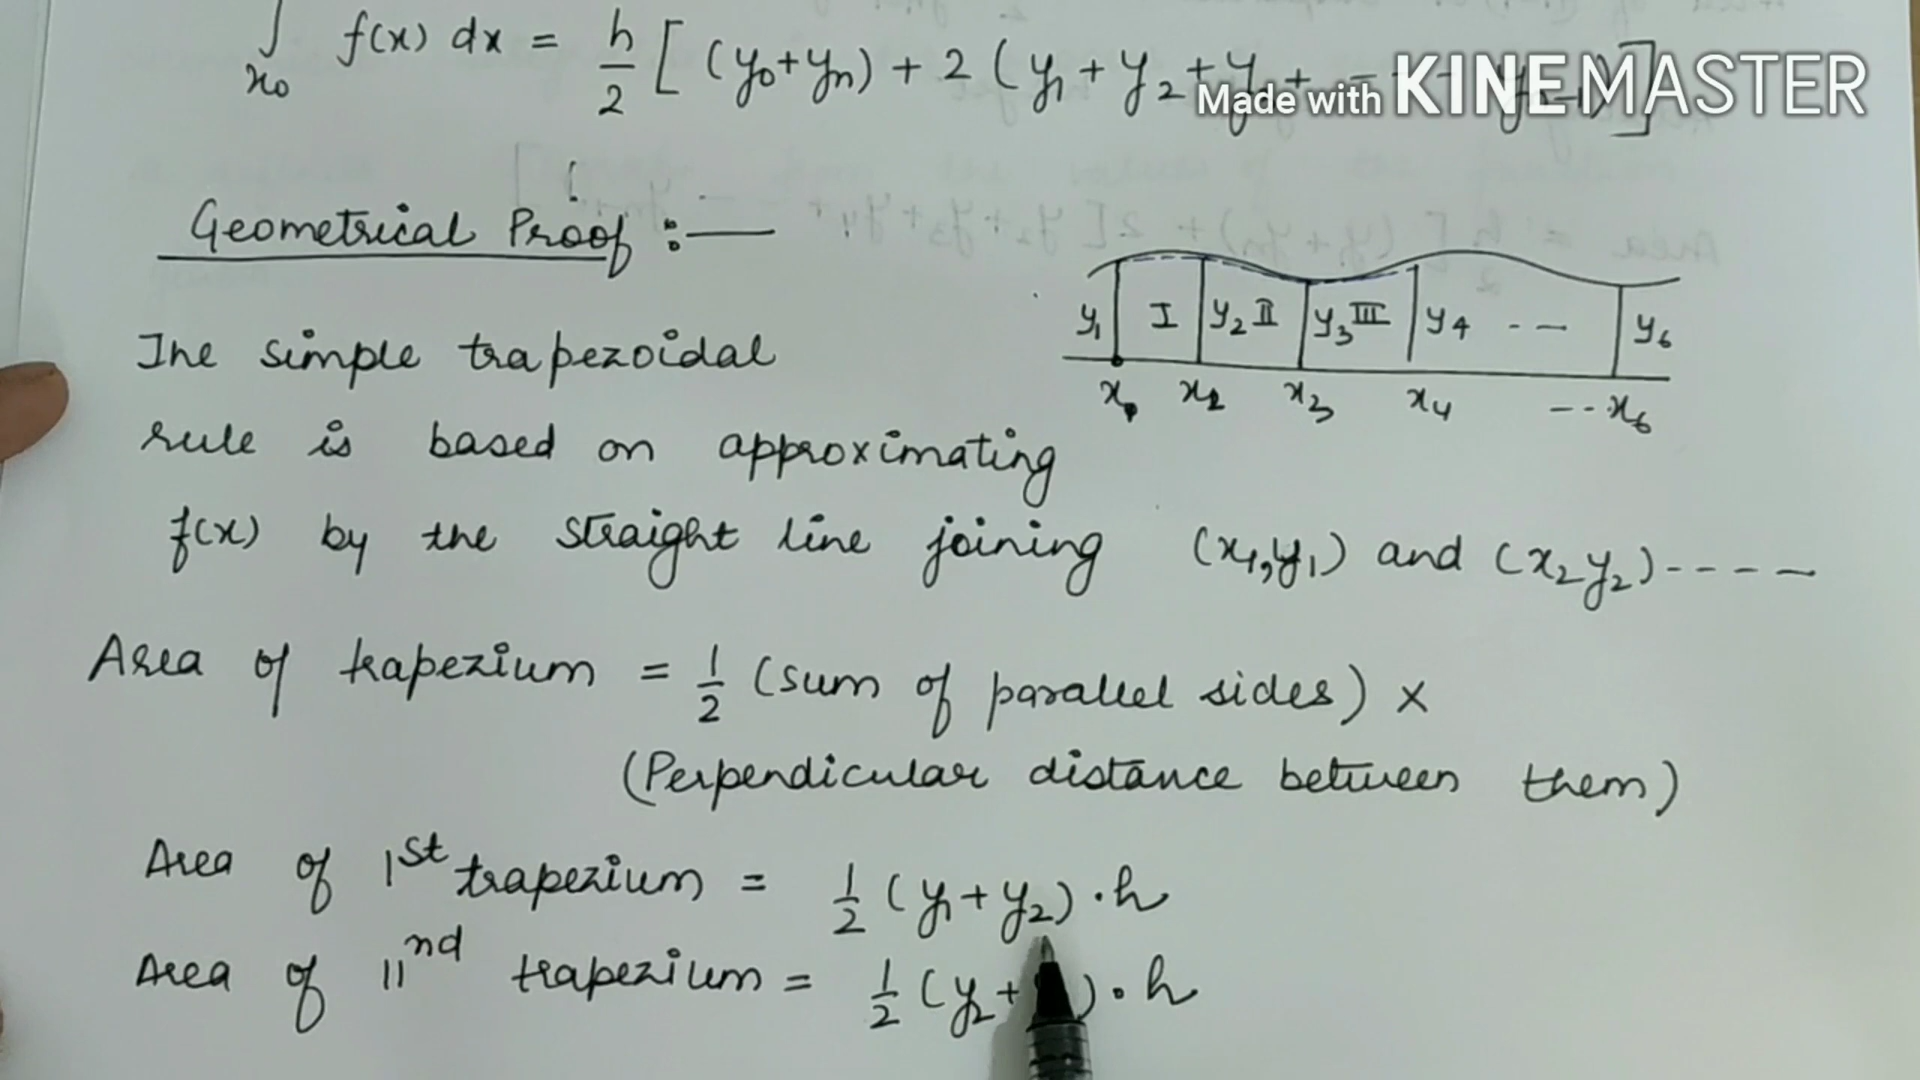 ∫ f(x) dx = h/2 [ (y₀+yₙ) + 2 ( y₁ + y₂ +
x₀
Made with KINEMASTER
Geometrical Proof :—
y₁ I y₂ II y₃ III y₄ - - — y₆
x₂ x₃ x₄ - - x₆
The simple trapezoidal
rule is based on approximating
f(x) by the straight line joining (x₁,y₁) and (x₂y₂) - - - - —
Area of trapezium = 1/2 (sum of parallel sides) ×
(Perpendicular distance between them)
Area of 1st trapezium = 1/2 (y₁+y₂) . h
Area of IInd trapezium = 1/2 (y₂+ ) . h